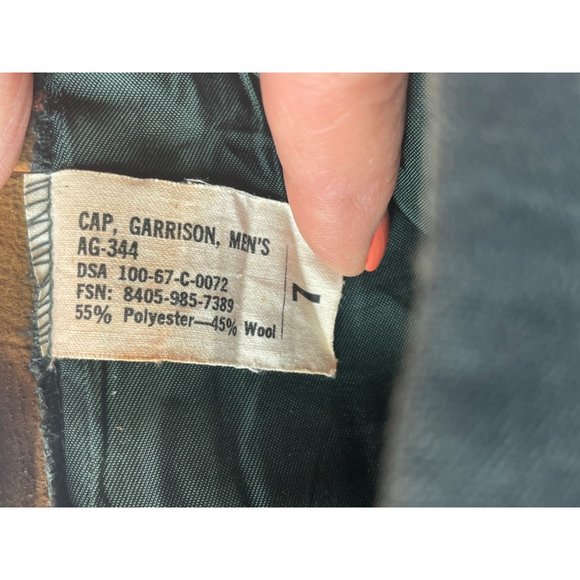 CAP, GARRISON, MEN'S
AG-344
DSA 100-67-C-0072
FSN: 8405-985-7389
55% Polyester—45% Wool
7